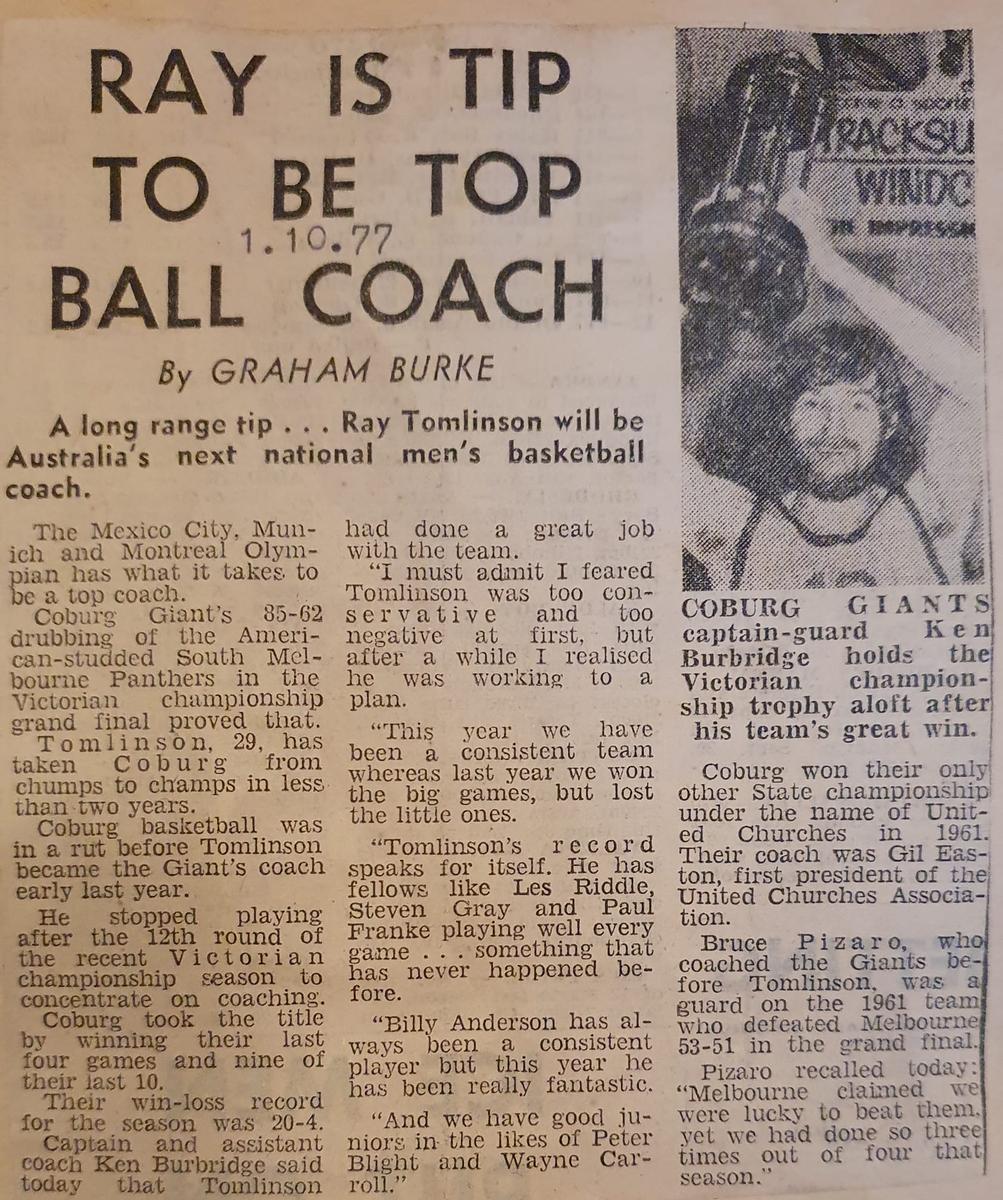 RAY IS TIP
TO BE TOP
1.10.77
BALL COACH
By GRAHAM BURKE
A long range tip . . . Ray Tomlinson will be
Australia's next national men's basketball
coach.
The Mexico City, Mun-
ich and Montreal Olym-
pian has what it takes to
be a top coach.
Coburg Giant's 85-62
drubbing of the Ameri-
can-studded South Mel-
bourne Panthers in the
Victorian championship
grand final proved that.
Tomlinson, 29, has
taken Coburg from
chumps to champs in less
than two years.
Coburg basketball was
in a rut before Tomlinson
became the Giant's coach
early last year.
He stopped playing
after the 12th round of
the recent Victorian
championship season to
concentrate on coaching.
Coburg took the title
by winning their last
four games and nine of
their last 10.
Their win-loss record
for the season was 20-4.
Captain and assistant
coach Ken Burbridge said
today that Tomlinson
had done a great job
with the team.
"I must admit I feared
Tomlinson was too con-
servative and too
negative at first, but
after a while I realised
he was working to a
plan.
"This year we have
been a consistent team
whereas last year we won
the big games, but lost
the little ones.
"Tomlinson's record
speaks for itself. He has
fellows like Les Riddle,
Steven Gray and Paul
Franke playing well every
game . . . something that
has never happened be-
fore.
"Billy Anderson has al-
ways been a consistent
player but this year he
has been really fantastic.
"And we have good ju-
niors in the likes of Peter
Blight and Wayne Car-
roll."
RACKSU
WINDC
IN IMPRESS
COBURG GIANTS
captain-guard Ken
Burbridge holds the
Victorian champion-
ship trophy aloft after
his team's great win.
Coburg won their only
other State championship
under the name of Unit-
ed Churches in 1961.
Their coach was Gil Eas-
ton, first president of the
United Churches Associa-
tion.
Bruce Pizaro, who
coached the Giants be-
fore Tomlinson, was a
guard on the 1961 team
who defeated Melbourne
53-51 in the grand final.
Pizaro recalled today:
"Melbourne claimed we
were lucky to beat them,
yet we had done so three
times out of four that
season."